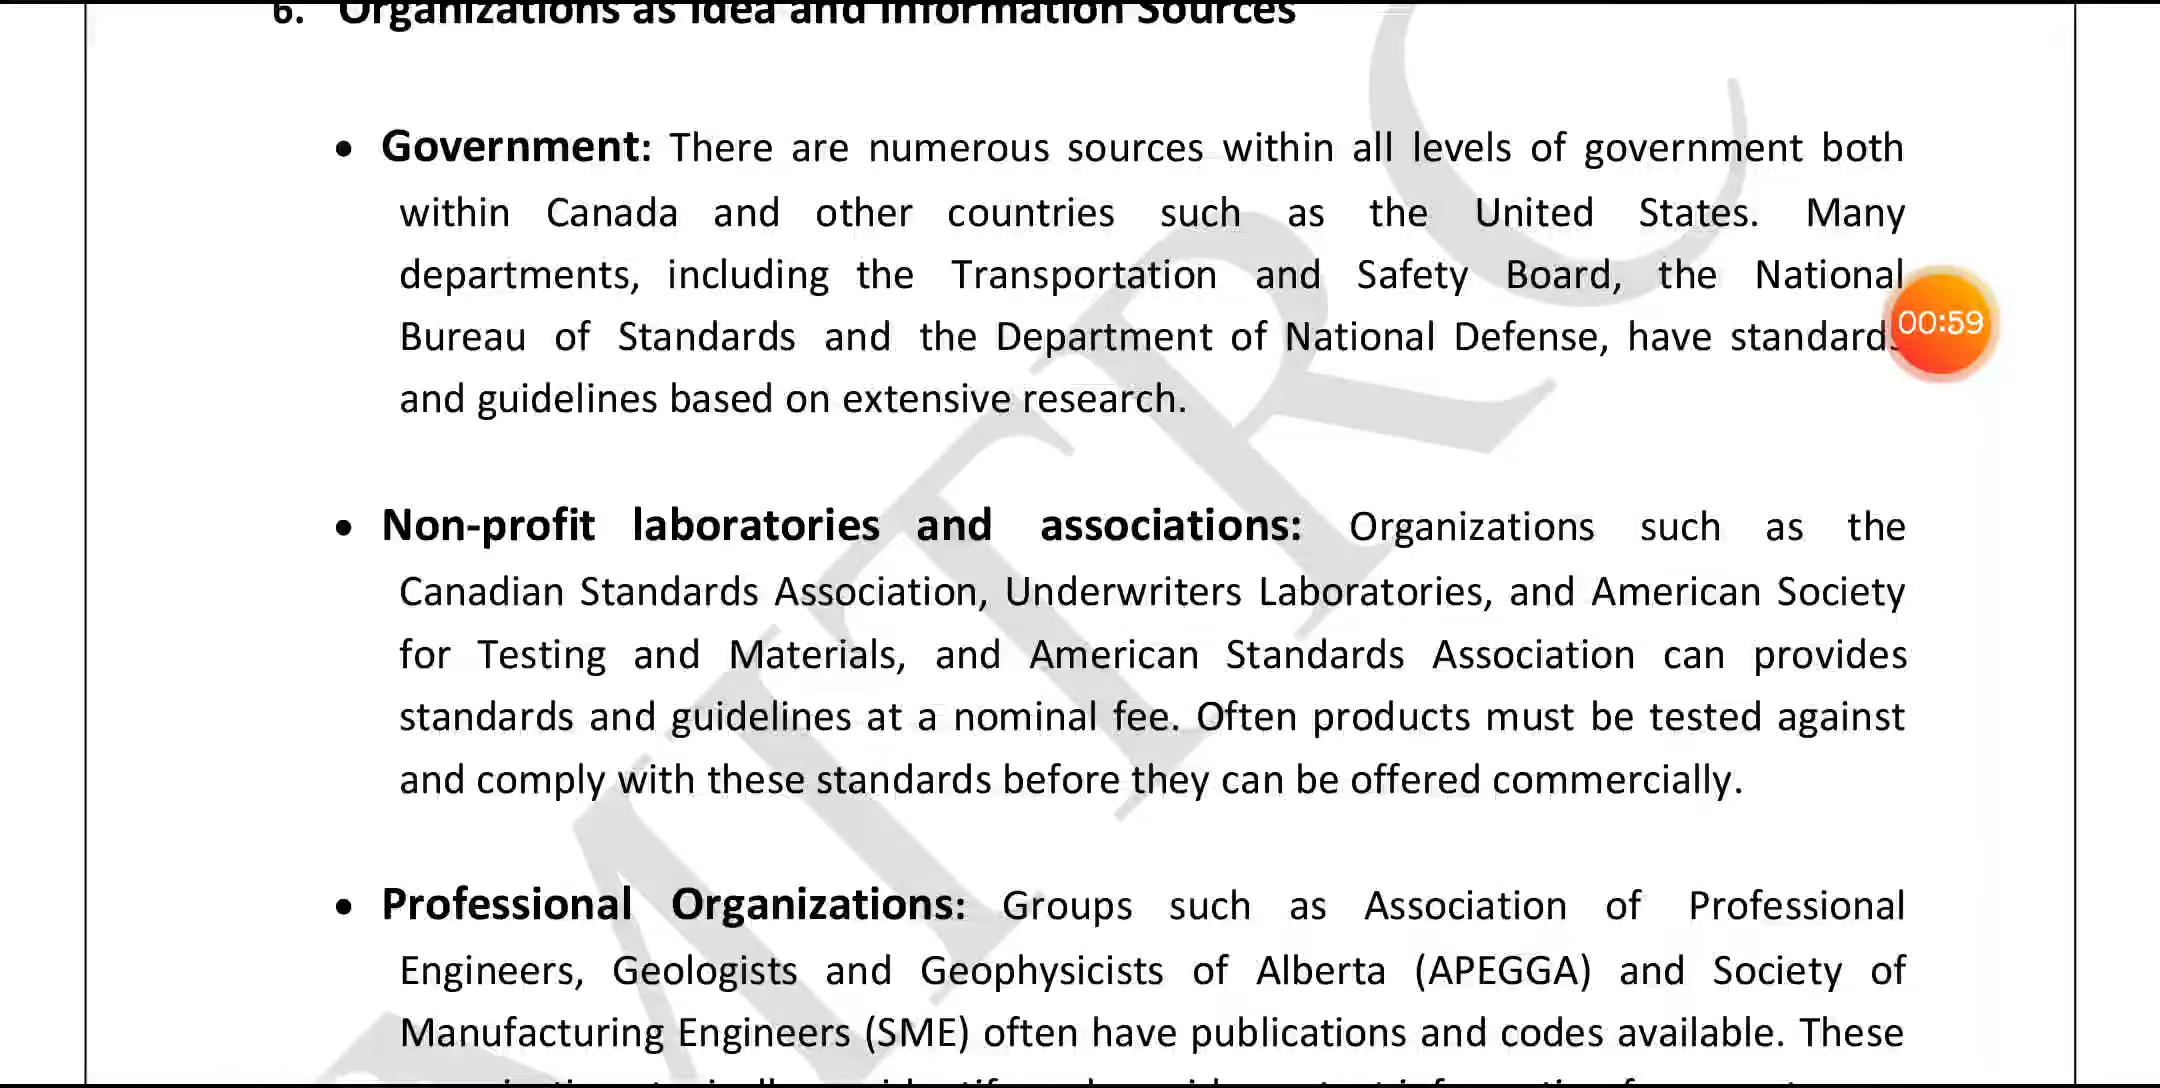 6. Organizations as Idea and Information Sources
• Government: There are numerous sources within all levels of government both
within Canada and other countries such as the United States. Many
departments, including the Transportation and Safety Board, the National
Bureau of Standards and the Department of National Defense, have standards
00:59
and guidelines based on extensive research.
• Non-profit laboratories and associations: Organizations such as the
Canadian Standards Association, Underwriters Laboratories, and American Society
for Testing and Materials, and American Standards Association can provides
standards and guidelines at a nominal fee. Often products must be tested against
and comply with these standards before they can be offered commercially.
• Professional Organizations: Groups such as Association of Professional
Engineers, Geologists and Geophysicists of Alberta (APEGGA) and Society of
Manufacturing Engineers (SME) often have publications and codes available. These
MTRC